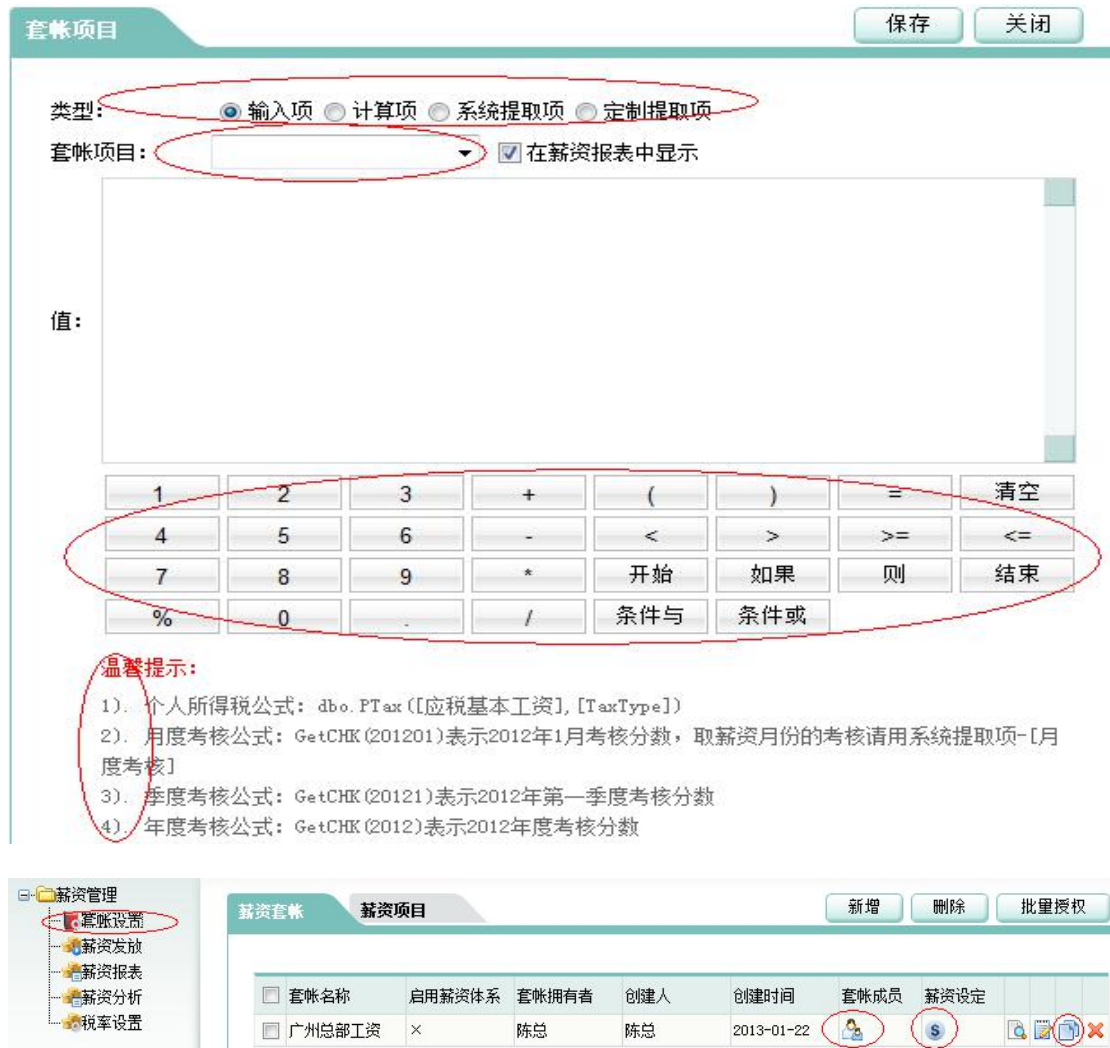 套帐项目 保存 关闭
类型: 输入项 计算项 系统提取项 定制提取项
套帐项目: 在薪资报表中显示
值:
1 2 3 + ( ) = 清空
4 5 6 - < > >= <=
7 8 9 * 开始 如果 则 结束
% 0 . / 条件与 条件或
温馨提示:
1). 个人所得税公式: dbo.PTax([应税基本工资],[TaxType])
2). 月度考核公式: GetCHK(201201)表示2012年1月考核分数, 取薪资月份的考核请用系统提取项-[月
度考核]
3). 季度考核公式: GetCHK(20121)表示2012年第一季度考核分数
4). 年度考核公式: GetCHK(2012)表示2012年度考核分数
薪资管理
套帐设置
薪资发放
薪资报表
薪资分析
税率设置
薪资套帐 薪资项目 新增 删除 批量授权
套帐名称 启用薪资体系 套帐拥有者 创建人 创建时间 套帐成员 薪资设定
广州总部工资 × 陈总 陈总 2013-01-22 S